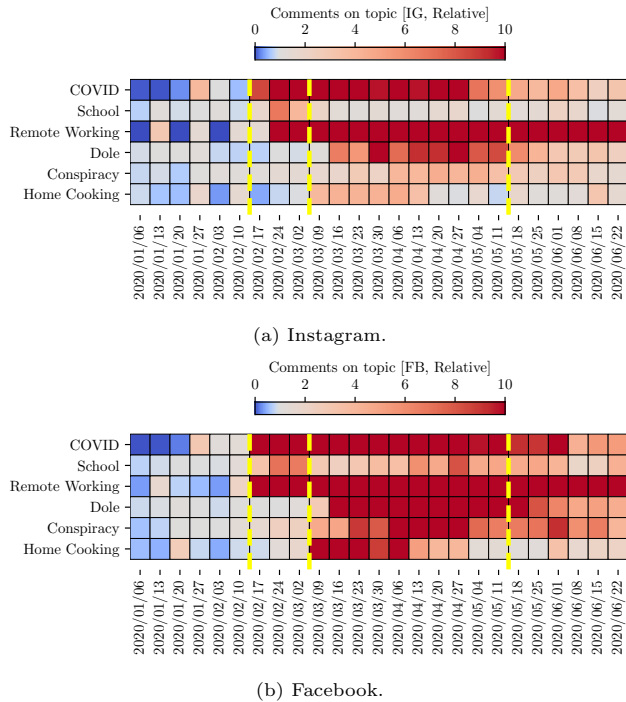 Comments on topic [IG, Relative]
0 2 4 6 8 10
COVID
School
Remote Working
Dole
Conspiracy
Home Cooking
2020/01/06 2020/01/13 2020/01/20 2020/01/27 2020/02/03 2020/02/10 2020/02/17 2020/02/24 2020/03/02 2020/03/09 2020/03/16 2020/03/23 2020/03/30 2020/04/06 2020/04/13 2020/04/20 2020/04/27 2020/05/04 2020/05/11 2020/05/18 2020/05/25 2020/06/01 2020/06/08 2020/06/15 2020/06/22
(a) Instagram.
Comments on topic [FB, Relative]
0 2 4 6 8 10
COVID
School
Remote Working
Dole
Conspiracy
Home Cooking
2020/01/06 2020/01/13 2020/01/20 2020/01/27 2020/02/03 2020/02/10 2020/02/17 2020/02/24 2020/03/02 2020/03/09 2020/03/16 2020/03/23 2020/03/30 2020/04/06 2020/04/13 2020/04/20 2020/04/27 2020/05/04 2020/05/11 2020/05/18 2020/05/25 2020/06/01 2020/06/08 2020/06/15 2020/06/22
(b) Facebook.